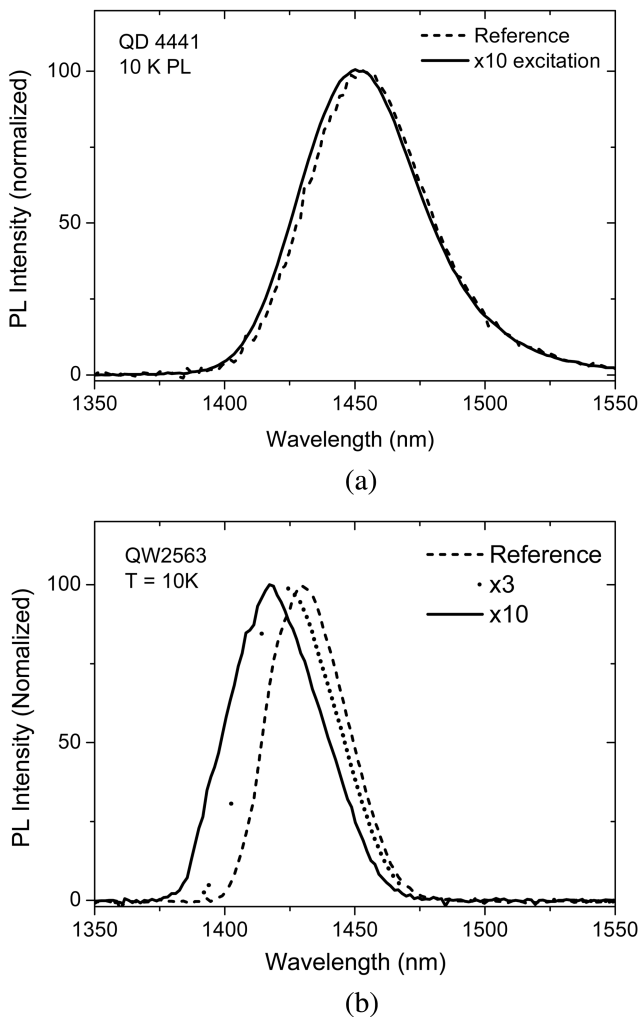 QD 4441
10 K PL
Reference
x10 excitation
100
50
0
PL Intensity (normalized)
1350 1400 1450 1500 1550
Wavelength (nm)
(a)
QW2563
T = 10K
Reference
x3
x10
100
50
0
PL Intensity (Nomalized)
1350 1400 1450 1500 1550
Wavelength (nm)
(b)